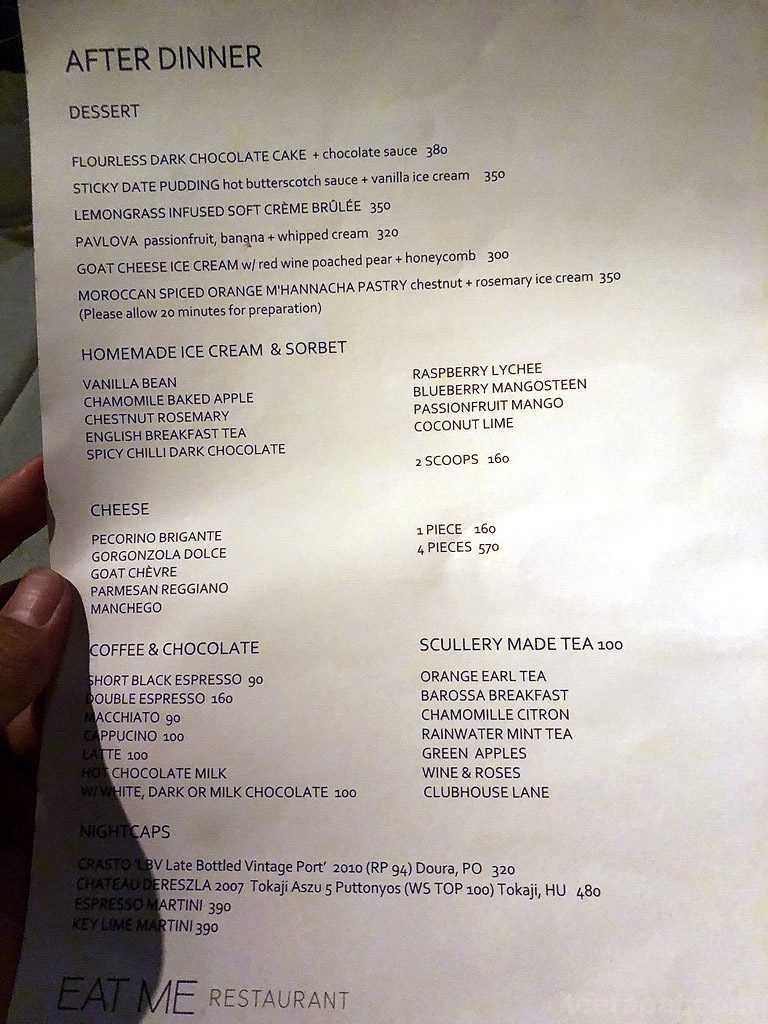 AFTER DINNER
DESSERT
FLOURLESS DARK CHOCOLATE CAKE + chocolate sauce 380
STICKY DATE PUDDING hot butterscotch sauce + vanilla ice cream 350
LEMONGRASS INFUSED SOFT CRÈME BRÛLÉE 350
PAVLOVA passionfruit, banana + whipped cream 320
GOAT CHEESE ICE CREAM w/ red wine poached pear + honeycomb 300
MOROCCAN SPICED ORANGE M'HANNACHA PASTRY chestnut + rosemary ice cream 350
(Please allow 20 minutes for preparation)
HOMEMADE ICE CREAM & SORBET
VANILLA BEAN
CHAMOMILE BAKED APPLE
CHESTNUT ROSEMARY
ENGLISH BREAKFAST TEA
SPICY CHILLI DARK CHOCOLATE
RASPBERRY LYCHEE
BLUEBERRY MANGOSTEEN
PASSIONFRUIT MANGO
COCONUT LIME
2 SCOOPS 160
CHEESE
PECORINO BRIGANTE
GORGONZOLA DOLCE
GOAT CHÈVRE
PARMESAN REGGIANO
MANCHEGO
1 PIECE 160
4 PIECES 570
COFFEE & CHOCOLATE
SHORT BLACK ESPRESSO 90
DOUBLE ESPRESSO 160
MACCHIATO 90
CAPPUCINO 100
LATTE 100
HOT CHOCOLATE MILK
W/ WHITE, DARK OR MILK CHOCOLATE 100
SCULLERY MADE TEA 100
ORANGE EARL TEA
BAROSSA BREAKFAST
CHAMOMILLE CITRON
RAINWATER MINT TEA
GREEN APPLES
WINE & ROSES
CLUBHOUSE LANE
NIGHTCAPS
CRASTO 'LBV Late Bottled Vintage Port' 2010 (RP 94) Doura, PO 320
CHATEAU DERESZLA 2007 Tokaji Aszu 5 Puttonyos (WS TOP 100) Tokaji, HU 480
ESPRESSO MARTINI 390
KEY LIME MARTINI 390
EAT ME RESTAURANT